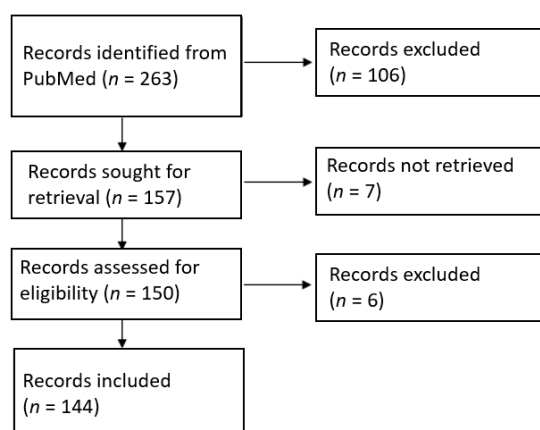 Records identified from
PubMed (n = 263)
Records excluded
(n = 106)
Records sought for
retrieval (n = 157)
Records not retrieved
(n = 7)
Records assessed for
eligibility (n = 150)
Records excluded
(n = 6)
Records included
(n = 144)